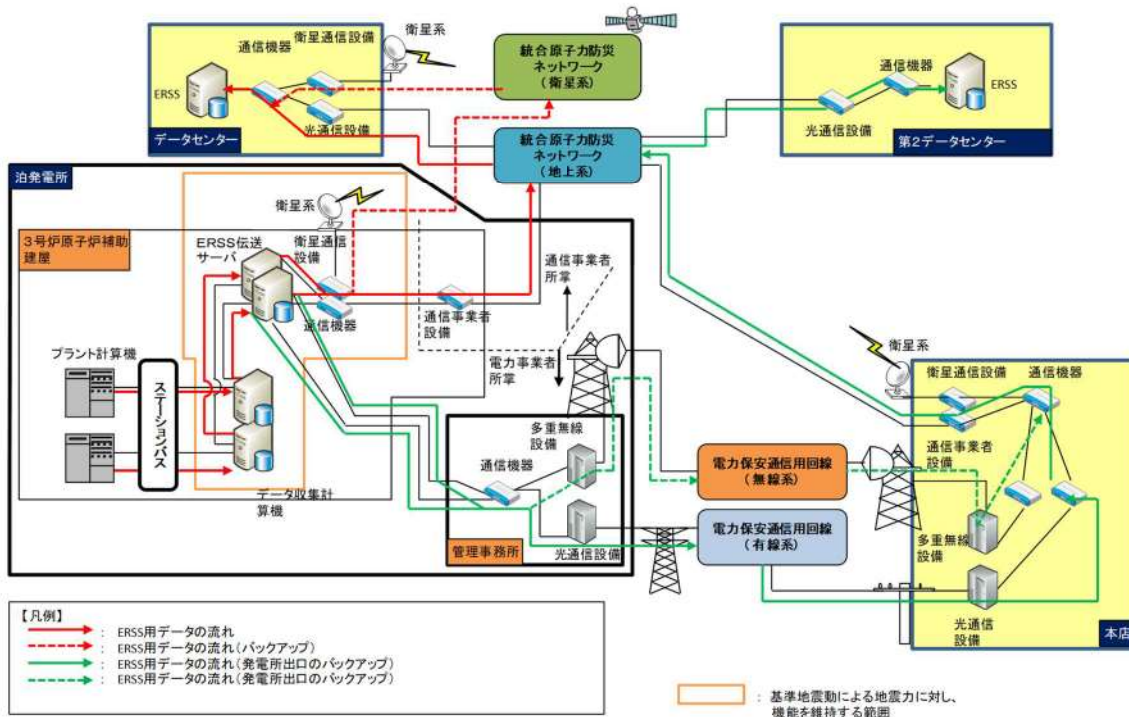 衛星系
衛星通信設備
通信機器
ERSS
光通信設備
データセンター
統合原子力防災
ネットワーク
(衛星系)
統合原子力防災
ネットワーク
(地上系)
通信機器
ERSS
光通信設備
第2データセンター
泊発電所
3号炉原子炉補助
建屋
衛星系
ERSS伝送
サーバ
衛星通信
設備
通信機器
通信事業者
設備
通信事業者
所掌
電力事業者
所掌
プラント計算機
ステーションバス
データ収集計
算機
多重無線
設備
通信機器
光通信設備
管理事務所
電力保安通信用回線
(無線系)
電力保安通信用回線
(有線系)
衛星系
衛星通信設備
通信機器
通信事業者
設備
多重無線
設備
光通信
設備
本店
【凡例】
: ERSS用データの流れ
: ERSS用データの流れ(バックアップ)
: ERSS用データの流れ(発電所出口のバックアップ)
: ERSS用データの流れ(発電所出口のバックアップ)
: 基準地震動による地震力に対し、
機能を維持する範囲